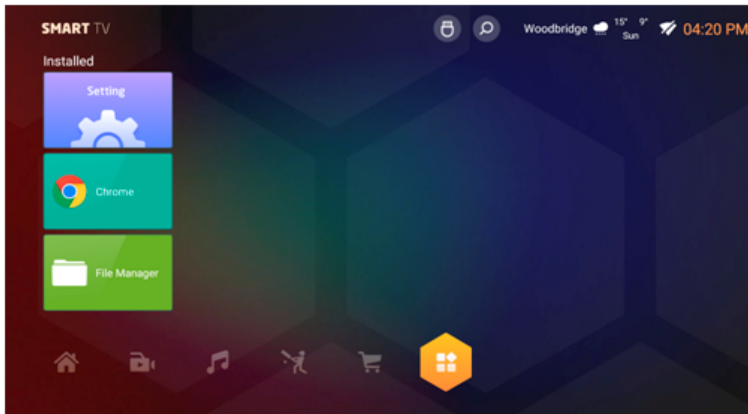 SMART TV
Woodbridge 15° 9° Sun 04:20 PM
Installed
Setting
Chrome
File Manager